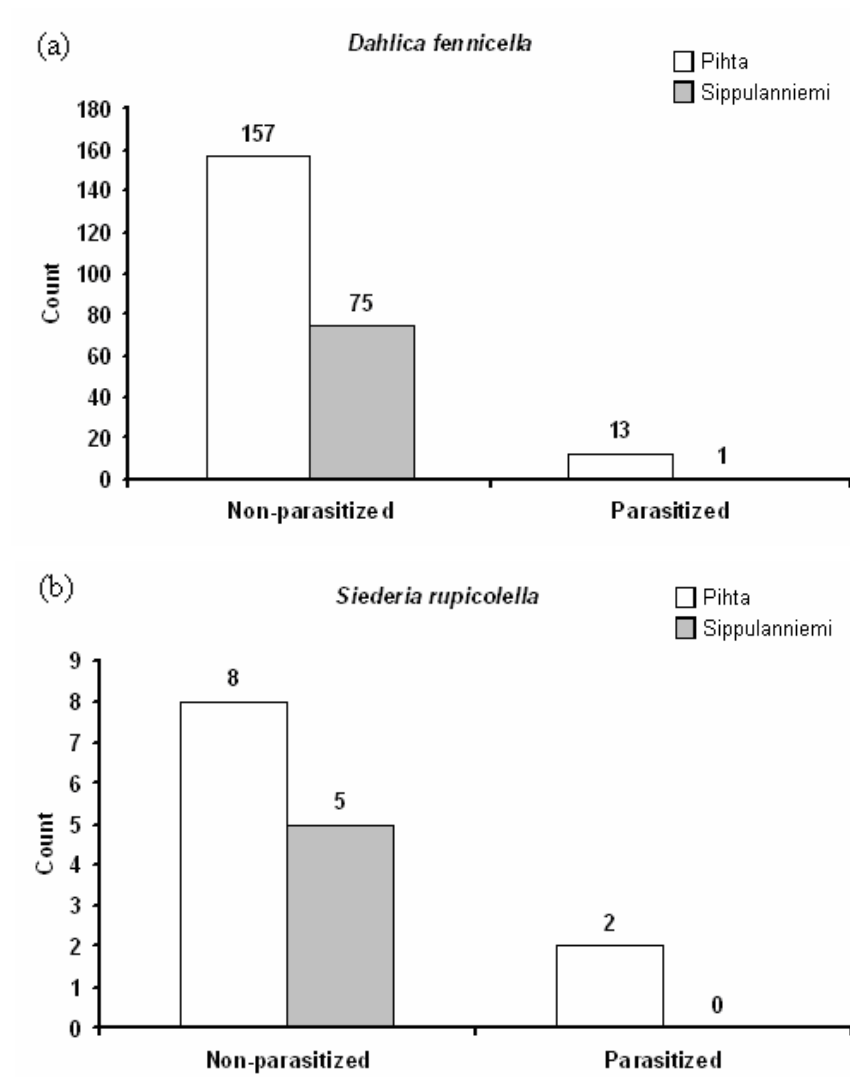 (a)
Dahlica fennicella
Pihta
Sippulanniemi
180
160
140
120
100
80
60
40
20
0
Count
157
75
13
1
Non-parasitized Parasitized
(b)
Siederia rupicolella
Pihta
Sippulanniemi
9
8
7
6
5
4
3
2
1
0
Count
8
5
2
0
Non-parasitized Parasitized